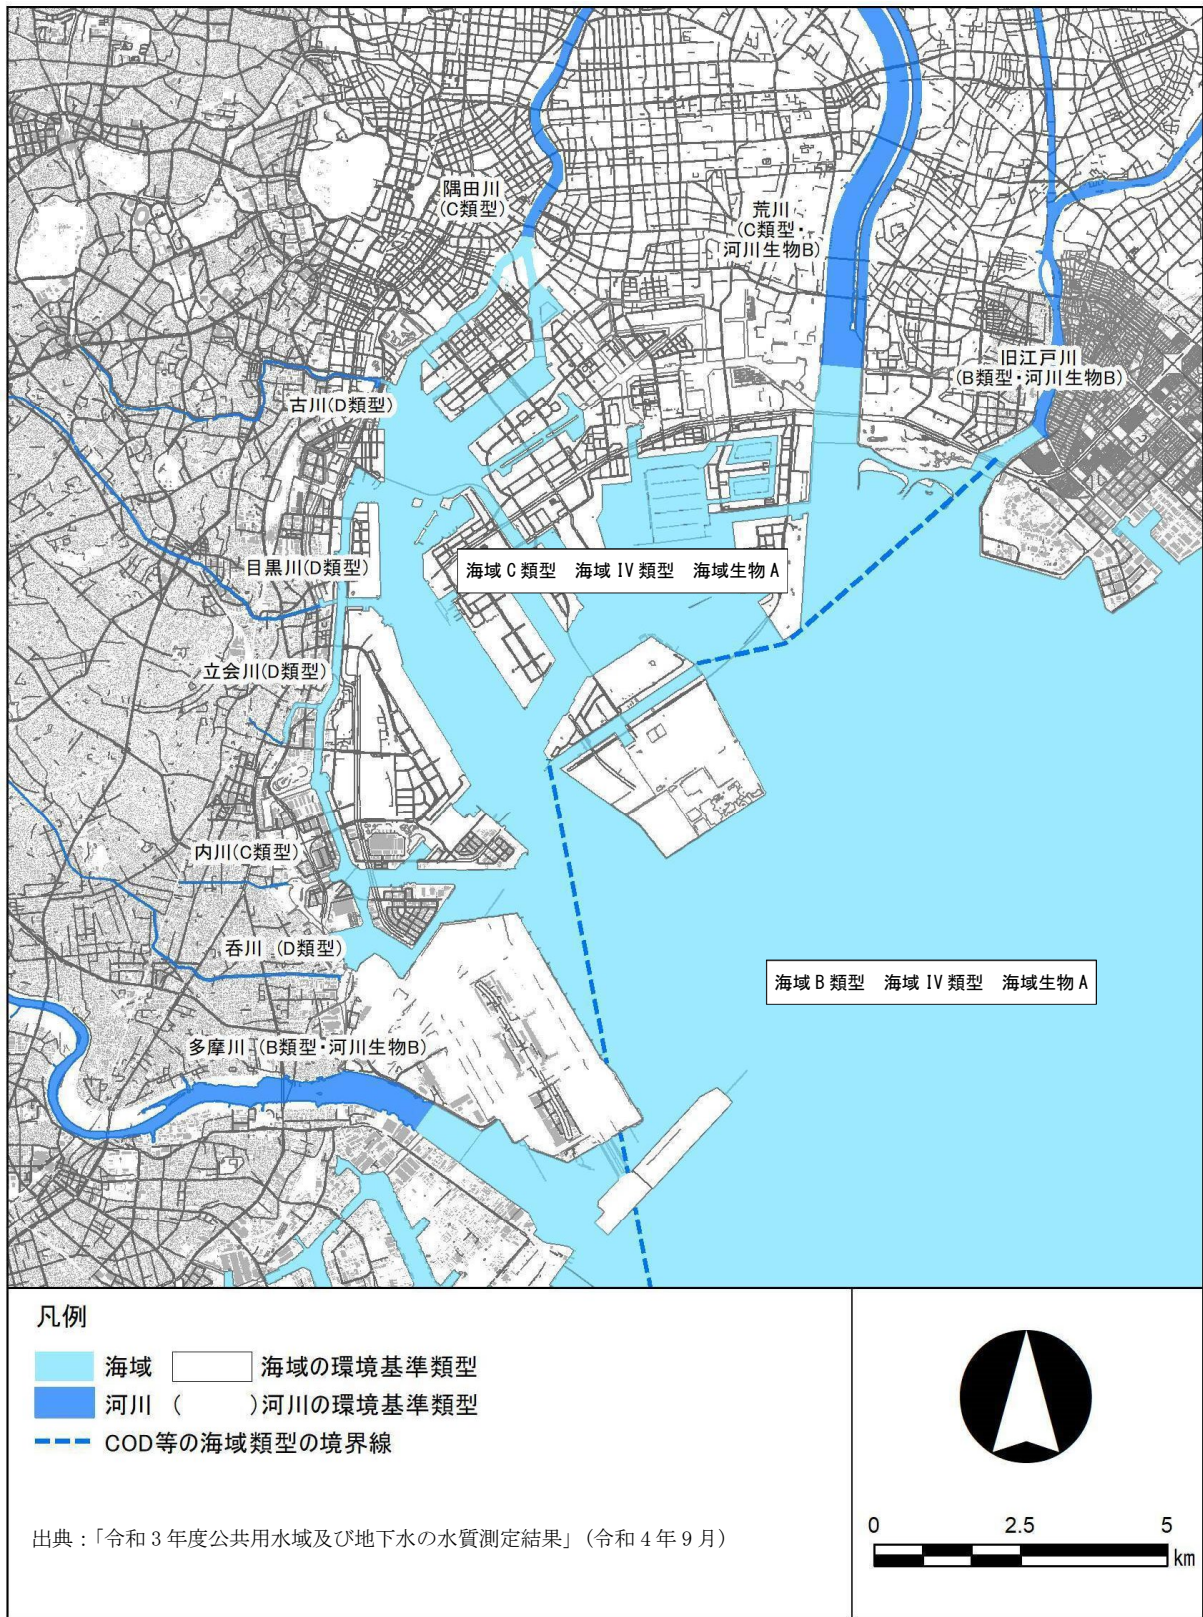 隅田川
(C類型)
荒川
(C類型・
河川生物B)
旧江戸川
(B類型・河川生物B)
古川(D類型)
目黒川(D類型)
海域 C 類型　海域 IV 類型　海域生物 A
立会川(D類型)
内川(C類型)
呑川 (D類型)
海域 B 類型　海域 IV 類型　海域生物 A
多摩川 (B類型・河川生物B)
凡例
海域　海域の環境基準類型
河川　（　　　）河川の環境基準類型
COD等の海域類型の境界線
出典：「令和 3 年度公共用水域及び地下水の水質測定結果」（令和 4 年 9 月）
0 2.5 5
km